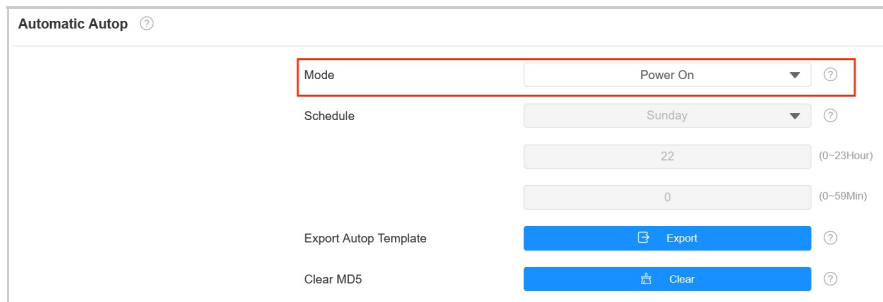 Automatic Autop ?
Mode Power On ?
Schedule Sunday ?
22 (0~23Hour)
0 (0~59Min)
Export Autop Template Export ?
Clear MD5 Clear ?